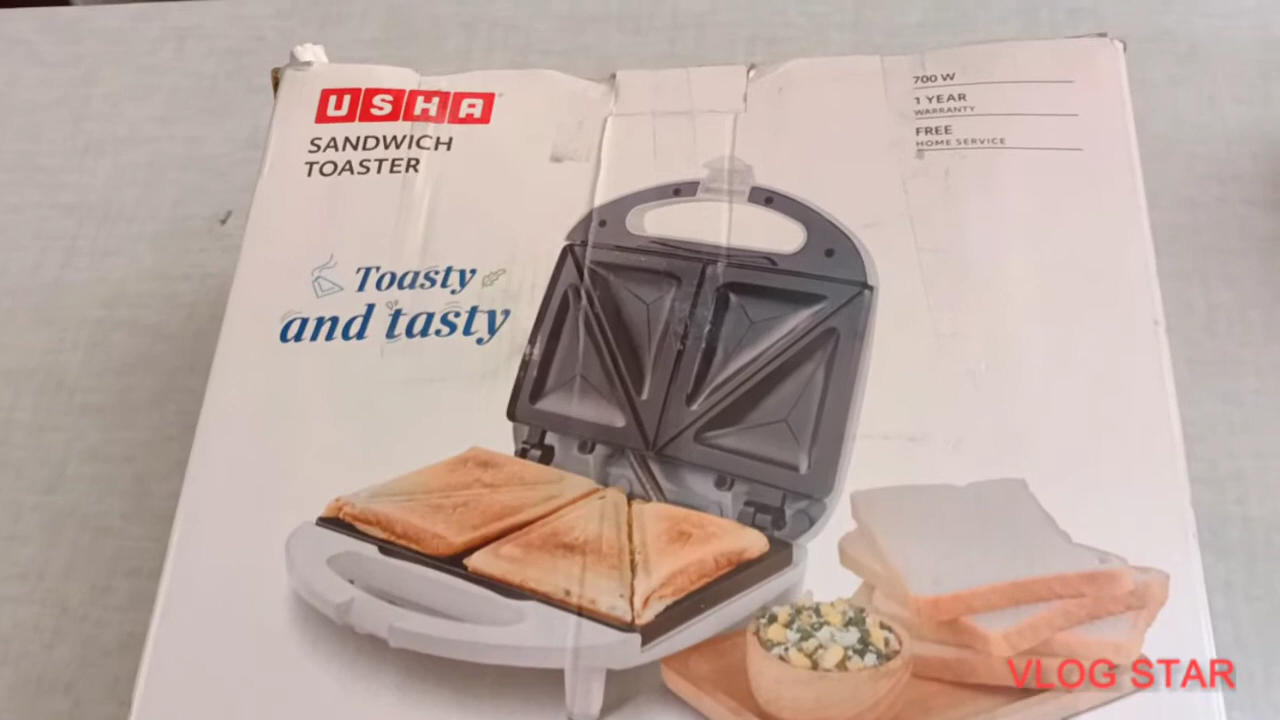 USHA
SANDWICH
TOASTER
700 W
1 YEAR
WARRANTY
FREE
HOME SERVICE
Toasty
and tasty
VLOG STAR